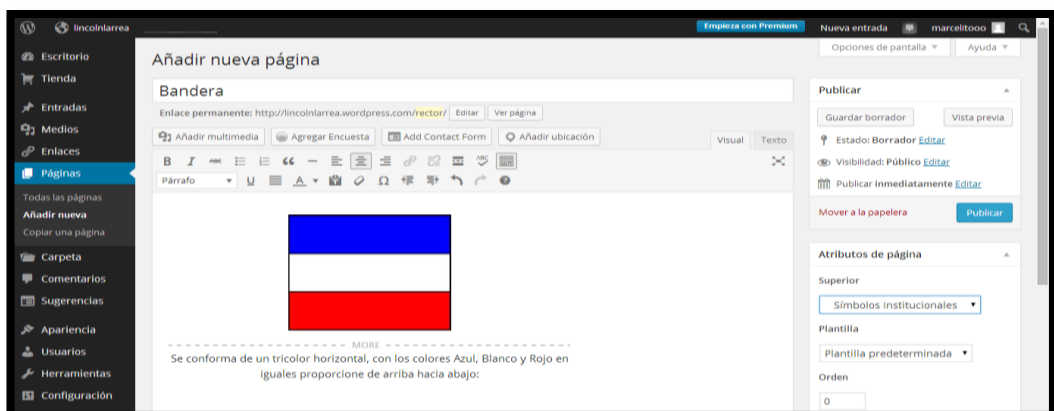 lincolnlarrea
Empieza con Premium
Nueva entrada
marcelitooo
Escritorio
Tienda
Entradas
Medios
Enlaces
Páginas
Todas las páginas
Añadir nueva
Copiar una página
Carpeta
Comentarios
Sugerencias
Apariencia
Usuarios
Herramientas
Configuración
Opciones de pantalla
Ayuda
Añadir nueva página
Bandera
Enlace permanente: http://lincolnlarrea.wordpress.com/rector/ Editar Ver página
Añadir multimedia Agregar Encuesta Add Contact Form Añadir ubicación
Visual Texto
B I ABC ABC
Párrafo U A Ω
MORE
Se conforma de un tricolor horizontal, con los colores Azul, Blanco y Rojo en
iguales proporcione de arriba hacia abajo:
Publicar
Guardar borrador Vista previa
Estado: Borrador Editar
Visibilidad: Público Editar
Publicar inmediatamente Editar
Mover a la papelera Publicar
Atributos de página
Superior
Símbolos Institucionales
Plantilla
Plantilla predeterminada
Orden
0